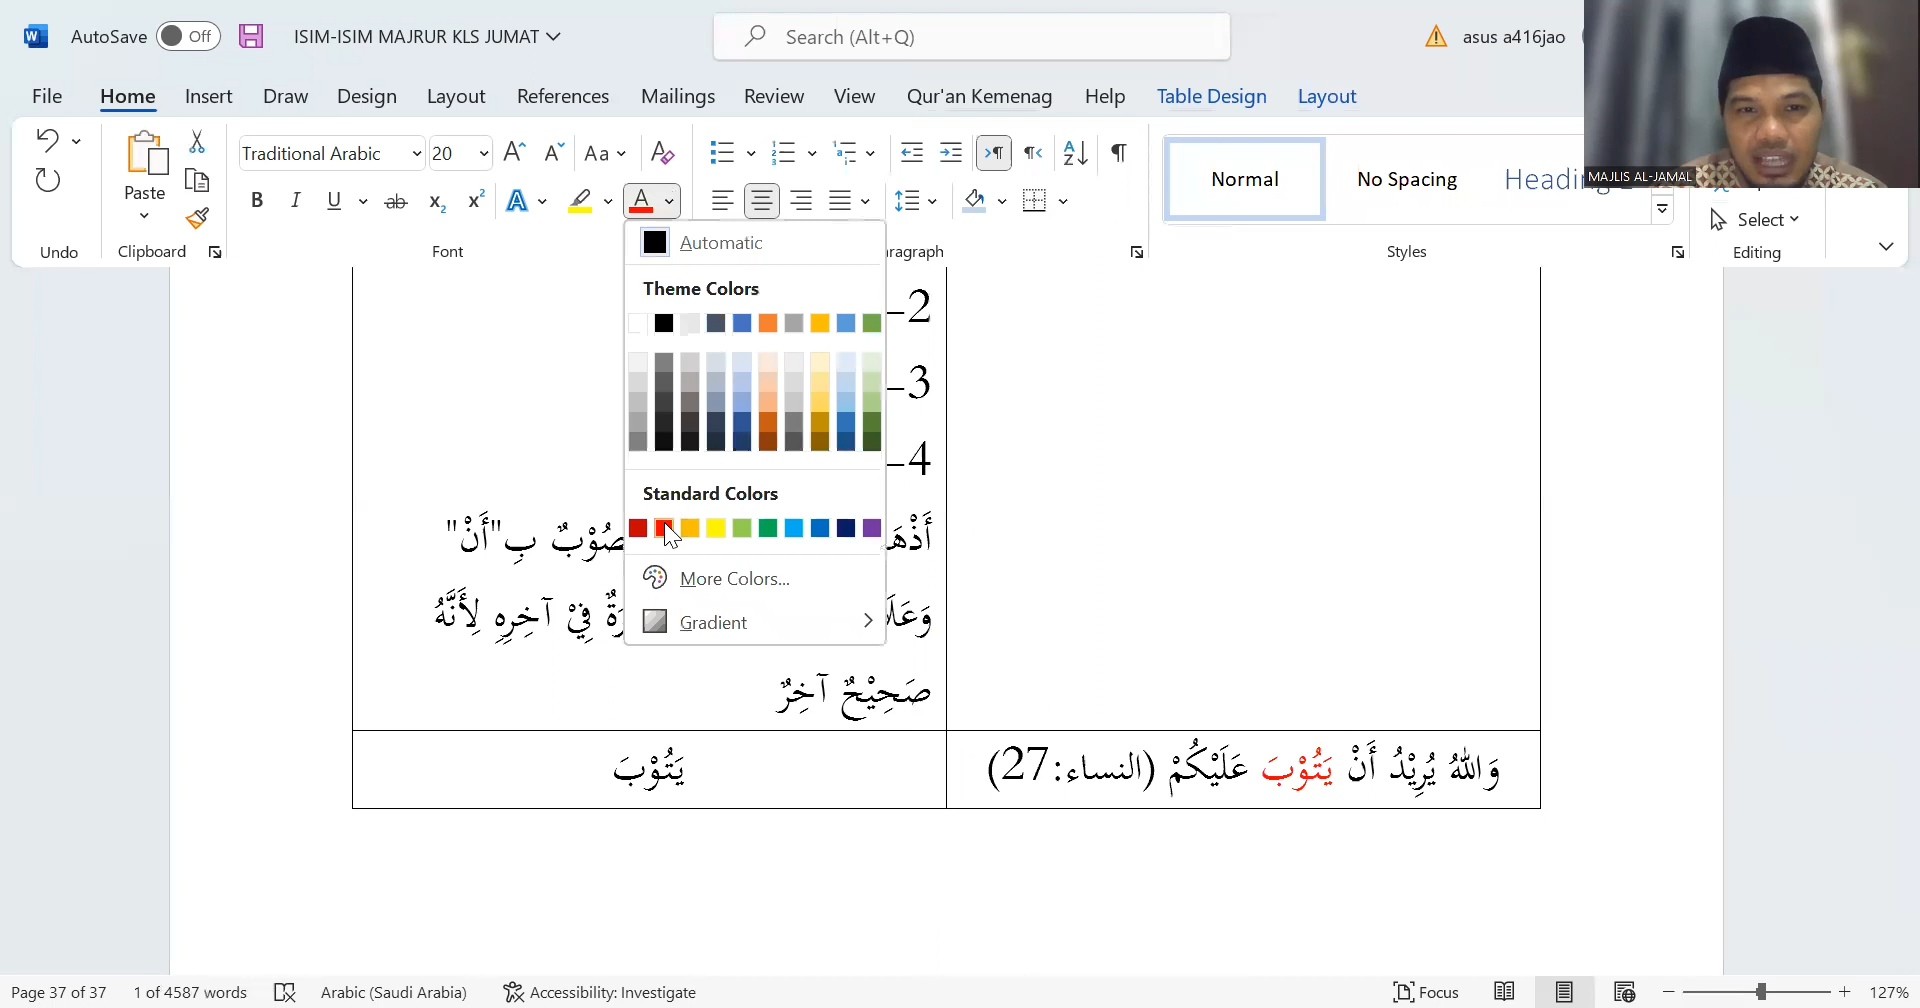 AutoSave Off ISIM-ISIM MAJRUR KLS JUMAT Search (Alt+Q) asus a416jao
File Home Insert Draw Design Layout References Mailings Review View Qur'an Kemenag Help Table Design Layout
MAJLIS AL-JAMAL
Paste
Traditional Arabic 20
Normal No Spacing Heading
Select
Undo Clipboard Font Styles Editing
Automatic
Theme Colors
Standard Colors
More Colors...
Gradient
2–
3–
4–
بِ"أَنْ"
فِيْ آخِرِهِ لِأَنَّهُ
صَحِيْحٌ آخِرٌ
وَاللهُ يُرِيْدُ أَنْ يَتُوْبَ عَلَيْكُمْ (النساء:27)
يَتُوْبَ
Page 37 of 37 1 of 4587 words Arabic (Saudi Arabia) Accessibility: Investigate Focus 127%